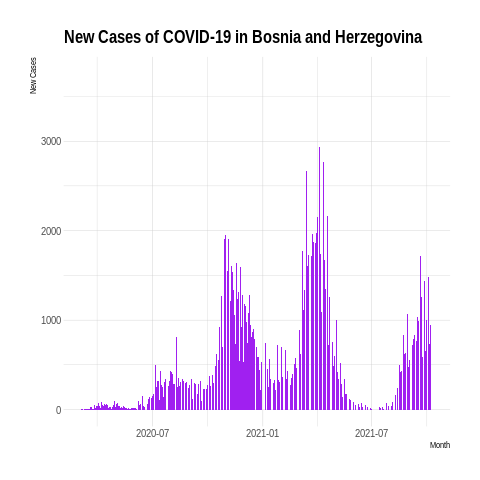 New Cases of COVID-19 in Bosnia and Herzegovina
New Cases
3000
2000
1000
0
2020-07
2021-01
2021-07
Month